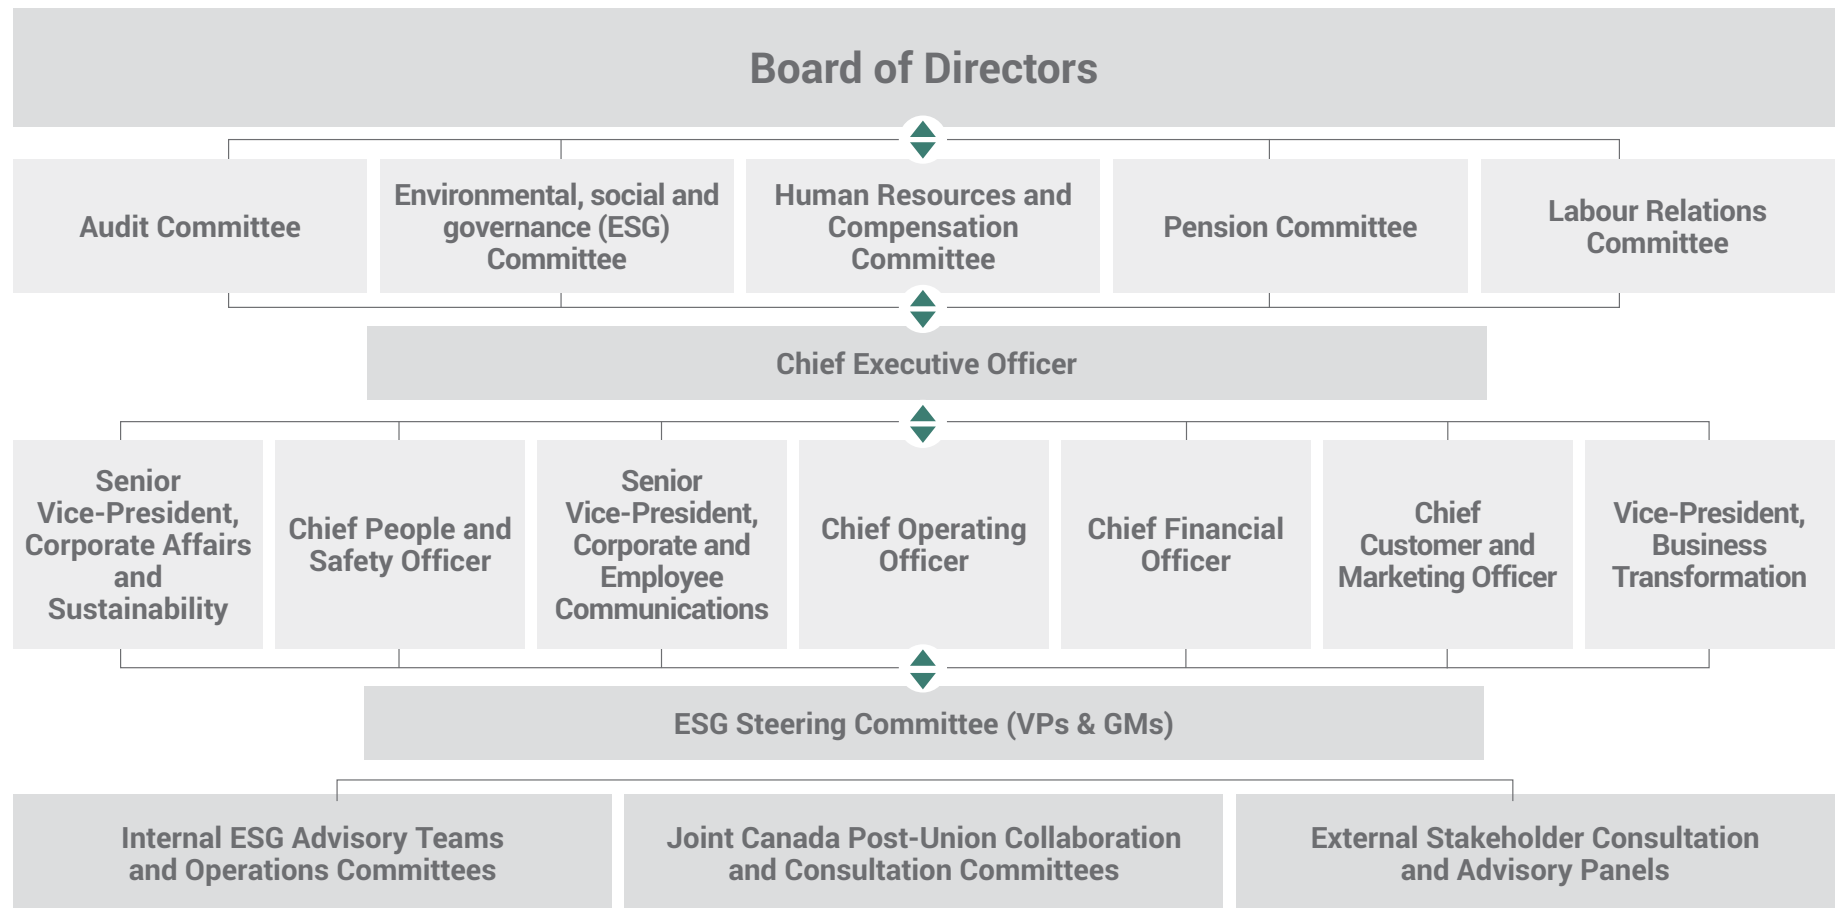 Board of Directors
Audit Committee
Environmental, social and
governance (ESG)
Committee
Human Resources and
Compensation
Committee
Pension Committee
Labour Relations
Committee
Chief Executive Officer
Senior
Vice-President,
Corporate Affairs
and
Sustainability
Chief People and
Safety Officer
Senior
Vice-President,
Corporate and
Employee
Communications
Chief Operating
Officer
Chief Financial
Officer
Chief
Customer and
Marketing Officer
Vice-President,
Business
Transformation
ESG Steering Committee (VPs & GMs)
Internal ESG Advisory Teams
and Operations Committees
Joint Canada Post-Union Collaboration
and Consultation Committees
External Stakeholder Consultation
and Advisory Panels